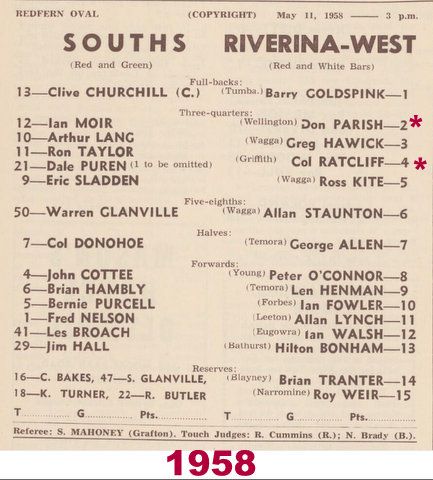 REDFERN OVAL (COPYRIGHT) May 11, 1958 —— 3 p.m.
SOUTHS RIVERINA-WEST
(Red and Green) (Red and White Bars)
Full-backs:
13—Clive CHURCHILL (C.) (Tumba.) Barry GOLDSPINK—1
Three-quarters:
12—Ian MOIR (Wellington) Don PARISH—2*
10—Arthur LANG (Wagga) Greg HAWICK—3
11—Ron TAYLOR (Griffith) Col RATCLIFF—4 *
21—Dale PUREN (1 to be omitted)
9—Eric SLADDEN (Wagga) Ross KITE—5
Five-eighths:
50—Warren GLANVILLE (Wagga) Allan STAUNTON—6
Halves:
7—Col DONOHOE (Temora) George ALLEN—7
Forwards:
4—John COTTEE (Young) Peter O'CONNOR—8
6—Brian HAMBLY (Temora) Len HENMAN—9
5—Bernie PURCELL (Forbes) Ian FOWLER—10
1—Fred NELSON (Leeton) Allan LYNCH—11
41—Les BROACH (Eugowra) Ian WALSH—12
29—Jim HALL (Bathurst) Hilton BONHAM—13
Reserves:
16—C. BAKES, 47—S. GLANVILLE, (Blayney) Brian TRANTER—14
18—K. TURNER, 22—R. BUTLER (Narromine) Roy WEIR—15
T............ G............ Pts............ T............ G............ Pts............
Referee: S. MAHONEY (Grafton). Touch Judges: R. Cummins (R.); N. Brady (B.).
1958